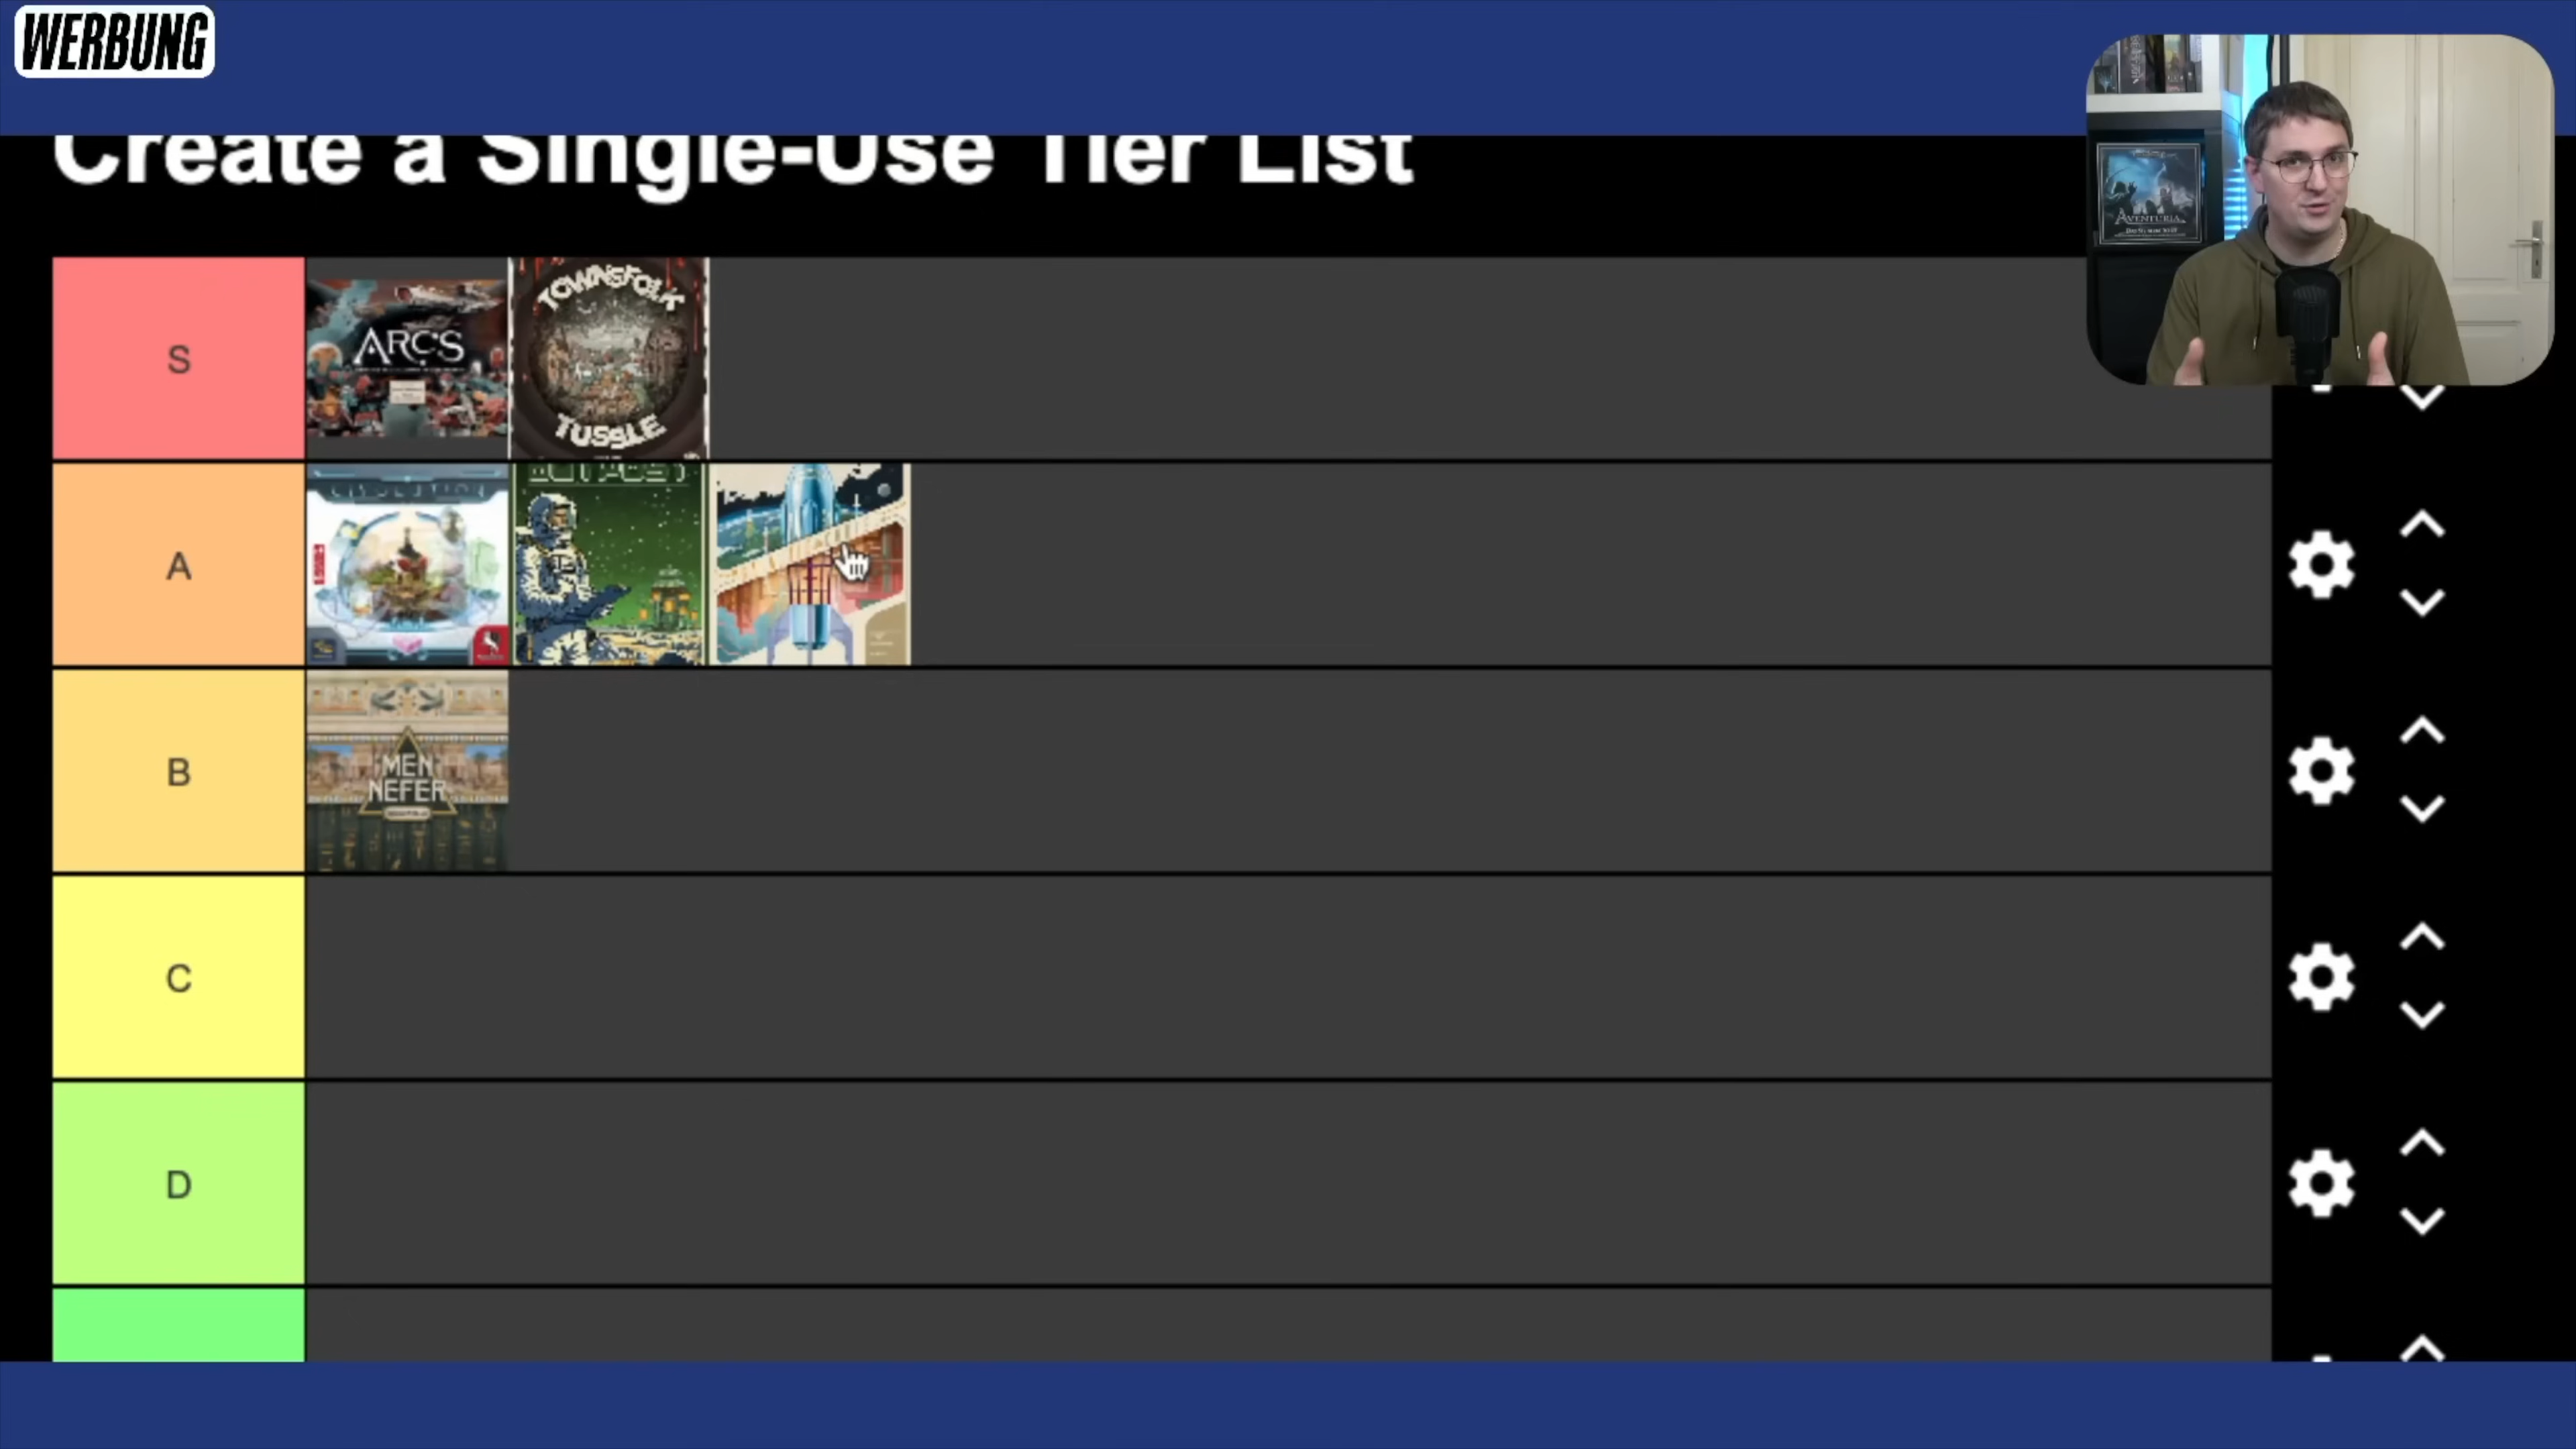 WERBUNG
Create a Single-Use Tier List
AVENTURIA
S
ARCS
TOWNSFOLK
TUSSLE
A
B
MEN
NEFER
C
D